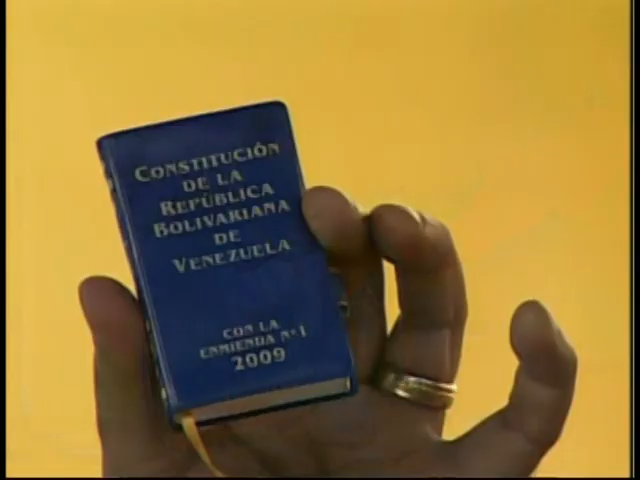 CONSTITUCIÓN
DE LA
REPÚBLICA
BOLIVARIANA
DE
VENEZUELA
CON LA
ENMIENDA Nº 1
2009